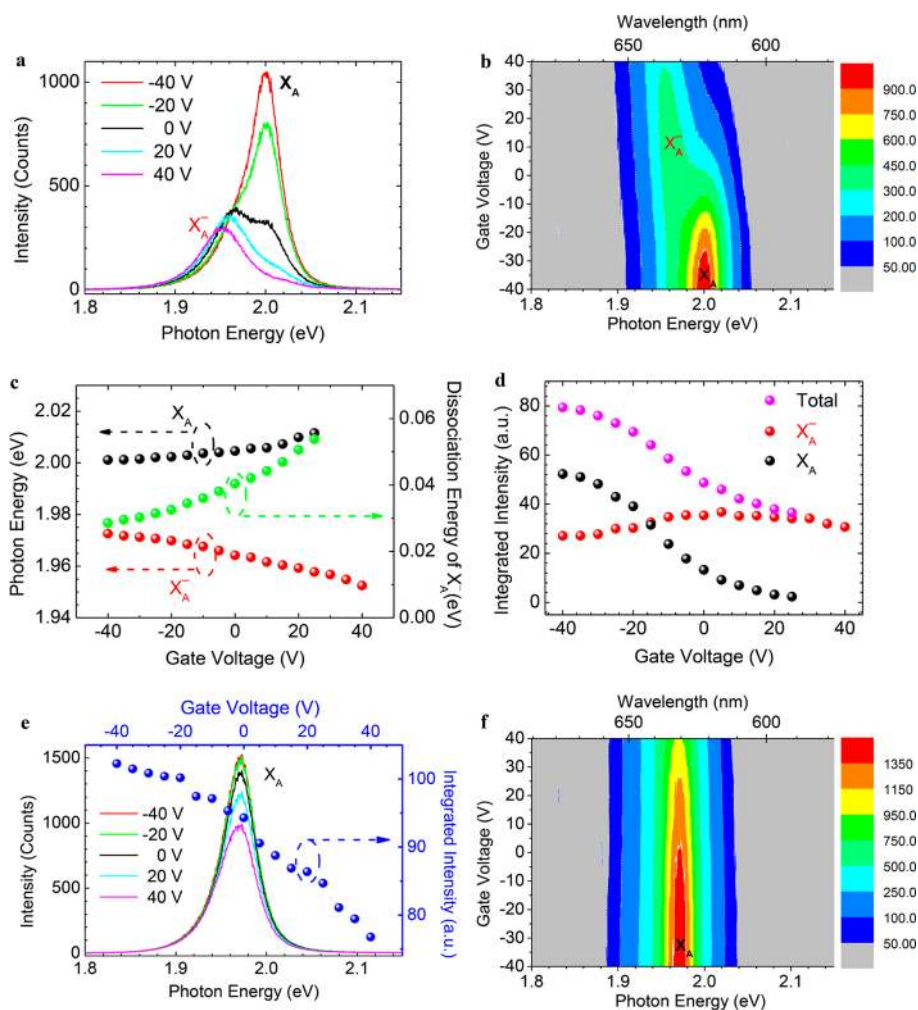 a
1000
500
0
Intensity (Counts)
-40 V
-20 V
0 V
20 V
40 V
X_A
X_A^-
1.8 1.9 2.0 2.1
Photon Energy (eV)
Wavelength (nm)
650 600
b
40
30
20
10
0
-10
-20
-30
-40
Gate Voltage (V)
X_A^-
X_A
1.8 1.9 2.0 2.1
Photon Energy (eV)
900.0
750.0
600.0
450.0
300.0
200.0
100.0
50.00
c
2.02
2.00
1.98
1.96
1.94
Photon Energy (eV)
X_A
X_A^-
0.06
0.04
0.02
0.00
Dissociation Energy of X_A^-(eV)
-40 -20 0 20 40
Gate Voltage (V)
d
80
60
40
20
0
Integrated Intensity (a.u.)
Total
X_A^-
X_A
-40 -20 0 20 40
Gate Voltage (V)
e
Gate Voltage (V)
-40 -20 0 20 40
1500
1000
500
0
Intensity (Counts)
-40 V
-20 V
0 V
20 V
40 V
X_A
100
90
80
Integrated Intensity (a.u.)
1.8 1.9 2.0 2.1
Photon Energy (eV)
Wavelength (nm)
650 600
f
40
30
20
10
0
-10
-20
-30
-40
Gate Voltage (V)
X_A
1.8 1.9 2.0 2.1
Photon Energy (eV)
1350
1150
950.0
750.0
500.0
250.0
100.0
50.00